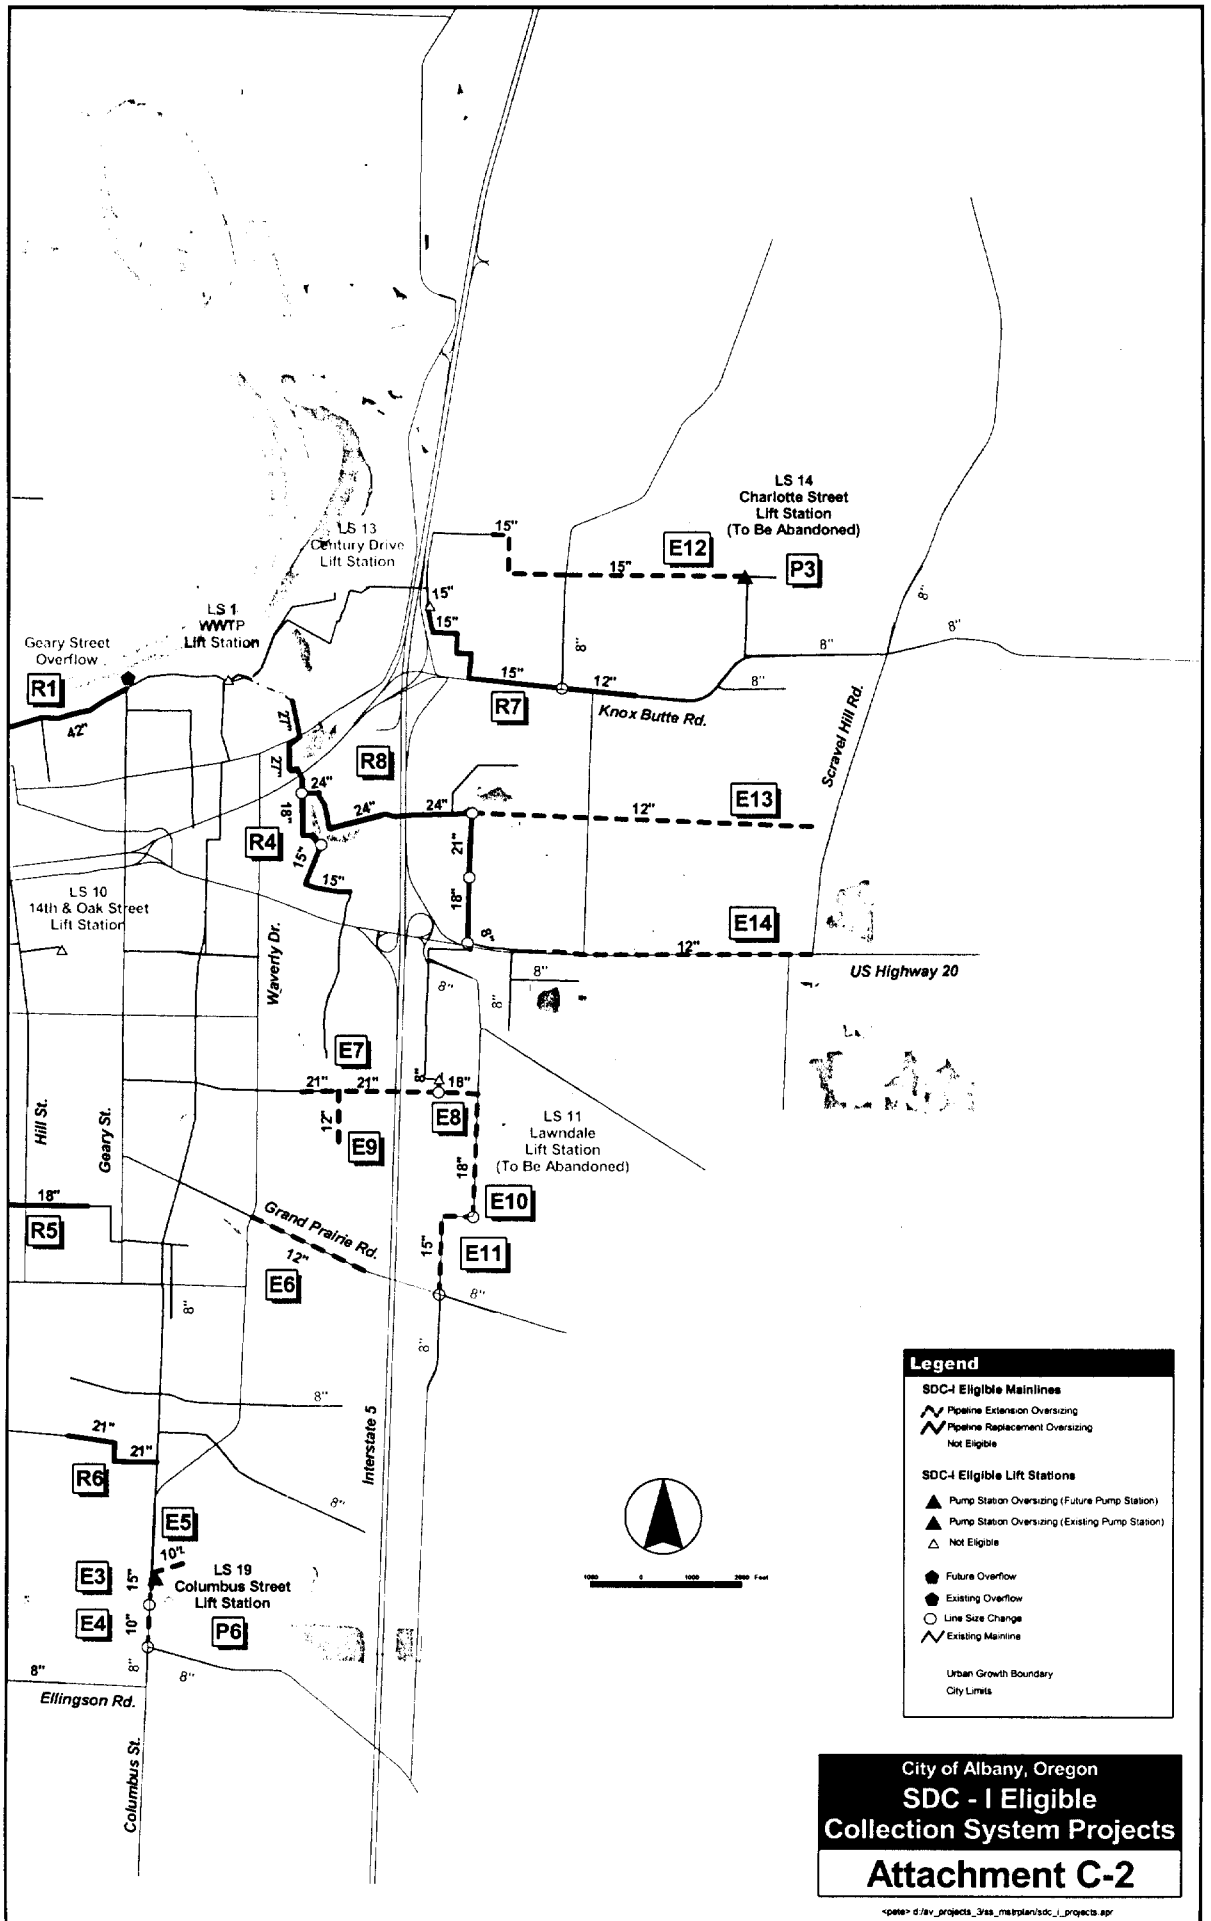 LS 14
Charlotte Street
Lift Station
(To Be Abandoned)
LS 13
Century Drive
Lift Station
15"
E12
15"
P3
LS 1
WWTP
Lift Station
15"
15"
8"
8"
8"
8"
Geary Street
Overflow
R1
42"
15"
12"
8"
R7
Knox Butte Rd.
27"
27"
R8
Scravel Hill Rd.
24"
18"
24"
24"
12"
E13
R4
15"
21"
15"
18"
LS 10
14th & Oak Street
Lift Station
8"
E14
12"
Waverly Dr.
8"
8"
8"
US Highway 20
E7
21"
21"
8"
18"
12"
E8
E9
LS 11
Lawndale
Lift Station
(To Be Abandoned)
Hill St.
Geary St.
18"
18"
R5
E10
Grand Prairie Rd.
15"
E11
12"
E6
8"
8"
8"
8"
Interstate 5
21"
21"
R6
8"
E5
10"
E3
15"
LS 19
Columbus Street
Lift Station
E4
10"
P6
8"
8"
8"
Ellingson Rd.
Columbus St.
1000 0 1000 2000 Feet
Legend
SDC-I Eligible Mainlines
Pipeline Extension Oversizing
Pipeline Replacement Oversizing
Not Eligible
SDC-I Eligible Lift Stations
Pump Station Oversizing (Future Pump Station)
Pump Station Oversizing (Existing Pump Station)
Not Eligible
Future Overflow
Existing Overflow
Line Size Change
Existing Mainline
Urban Growth Boundary
City Limits
City of Albany, Oregon
SDC - I Eligible
Collection System Projects
Attachment C-2
<pete> d:/av_projects_3/ss_mstrplan/sdc_i_projects.apr